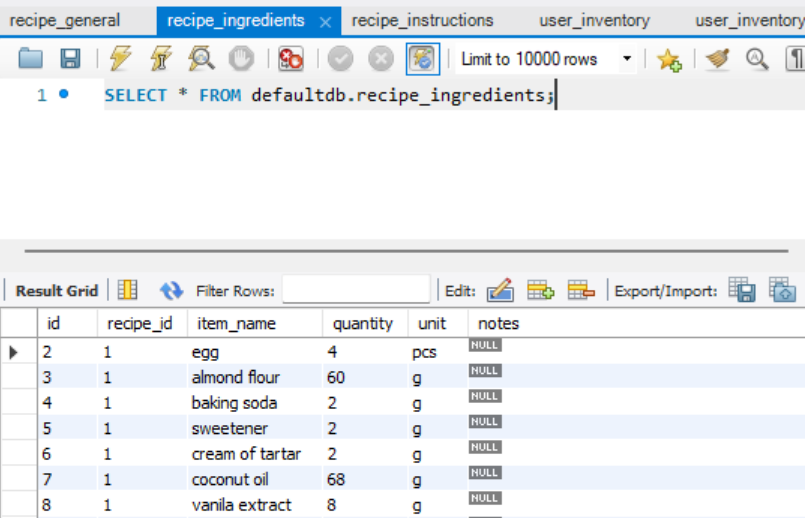 recipe_general recipe_ingredients × recipe_instructions user_inventory user_inventory
Limit to 10000 rows
1 SELECT * FROM defaultdb.recipe_ingredients;
Result Grid Filter Rows: Edit: Export/Import:
id recipe_id item_name quantity unit notes
2 1 egg 4 pcs NULL
3 1 almond flour 60 g NULL
4 1 baking soda 2 g NULL
5 1 sweetener 2 g NULL
6 1 cream of tartar 2 g NULL
7 1 coconut oil 68 g NULL
8 1 vanila extract 8 g NULL